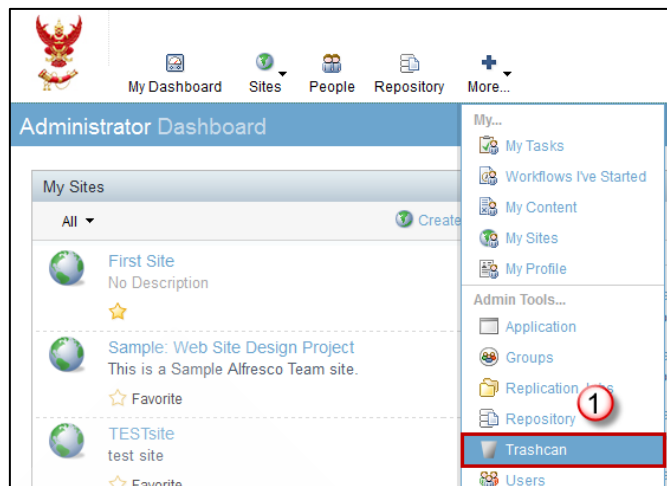 My Dashboard Sites People Repository More...
Administrator Dashboard
My Sites
All
Create
First Site
No Description
Sample: Web Site Design Project
This is a Sample Alfresco Team site.
Favorite
TESTsite
test site
Favorite
My...
My Tasks
Workflows I've Started
My Content
My Sites
My Profile
Admin Tools...
Application
Groups
Replication Jobs
Repository
1
Trashcan
Users